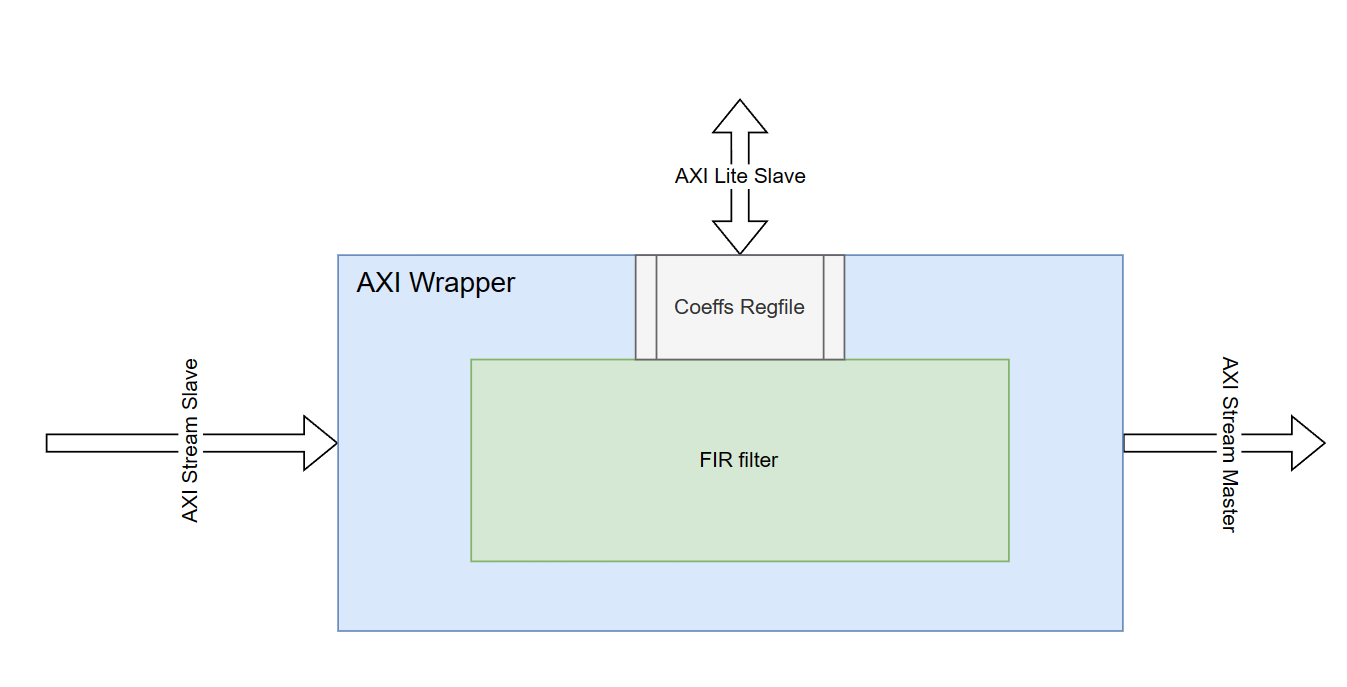 AXI Lite Slave
AXI Wrapper
Coeffs Regfile
AXI Stream Slave
FIR filter
AXI Stream Master